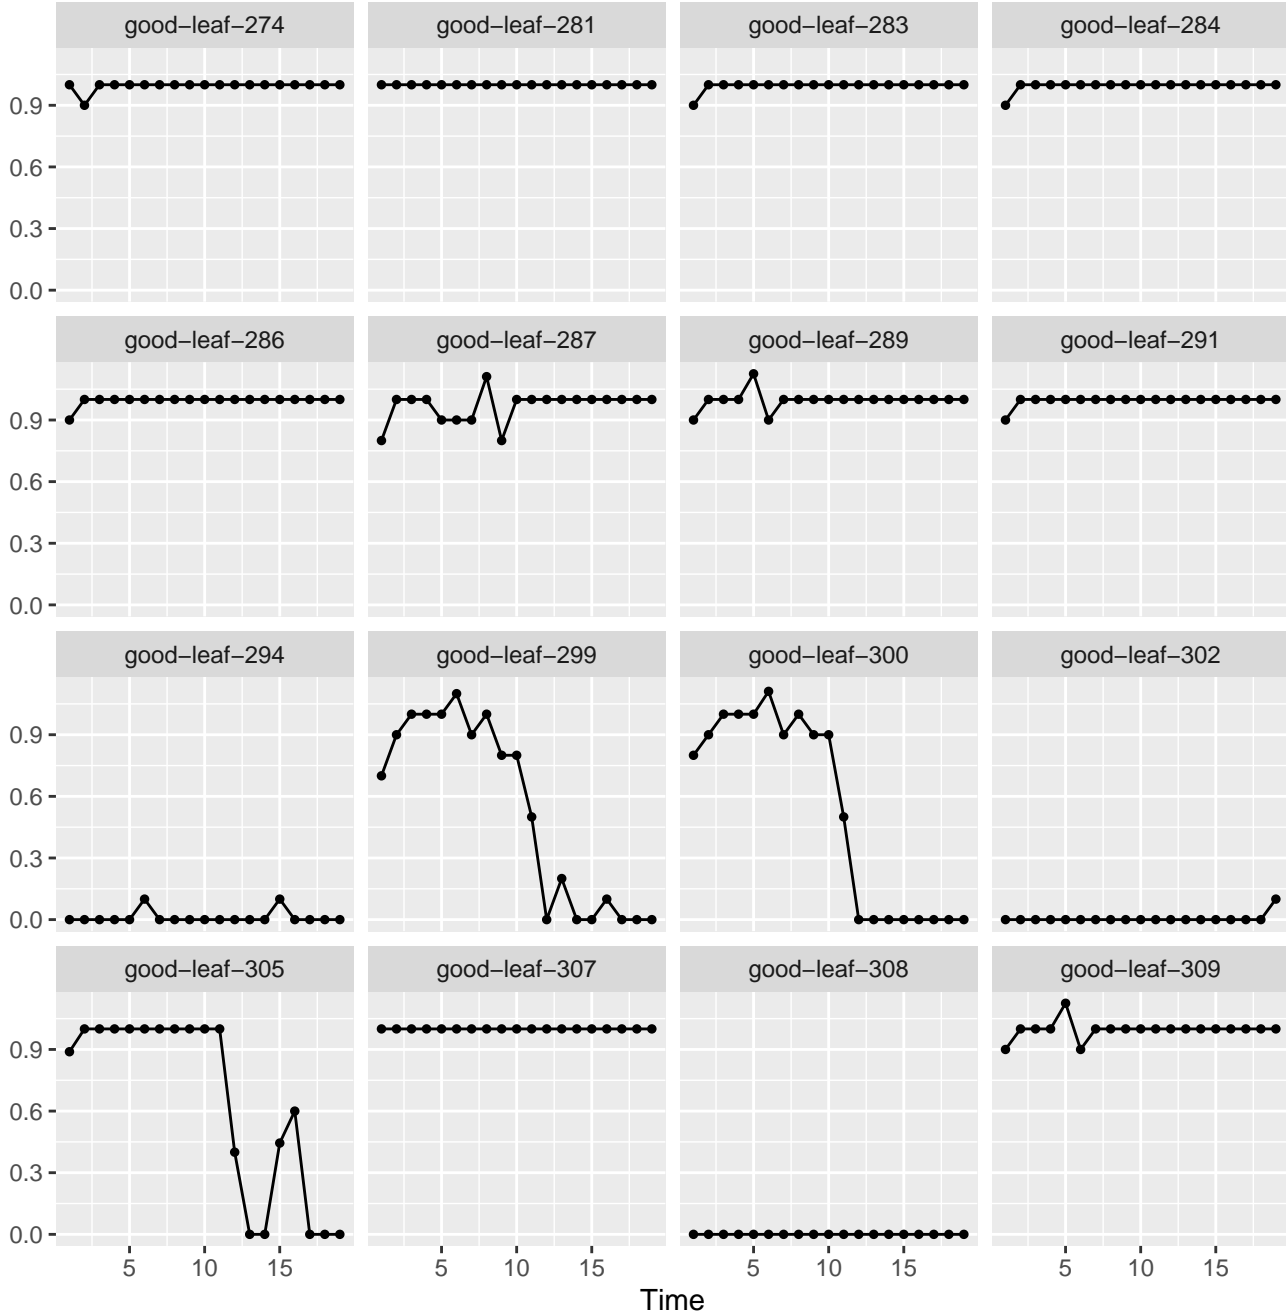 good−leaf−274 good−leaf−281 good−leaf−283 good−leaf−284
0.9
0.6
0.3
0.0
good−leaf−286 good−leaf−287 good−leaf−289 good−leaf−291
0.9
0.6
0.3
0.0
good−leaf−294 good−leaf−299 good−leaf−300 good−leaf−302
0.9
0.6
0.3
0.0
good−leaf−305 good−leaf−307 good−leaf−308 good−leaf−309
0.9
0.6
0.3
0.0
5 10 15 5 10 15 5 10 15 5 10 15
Time